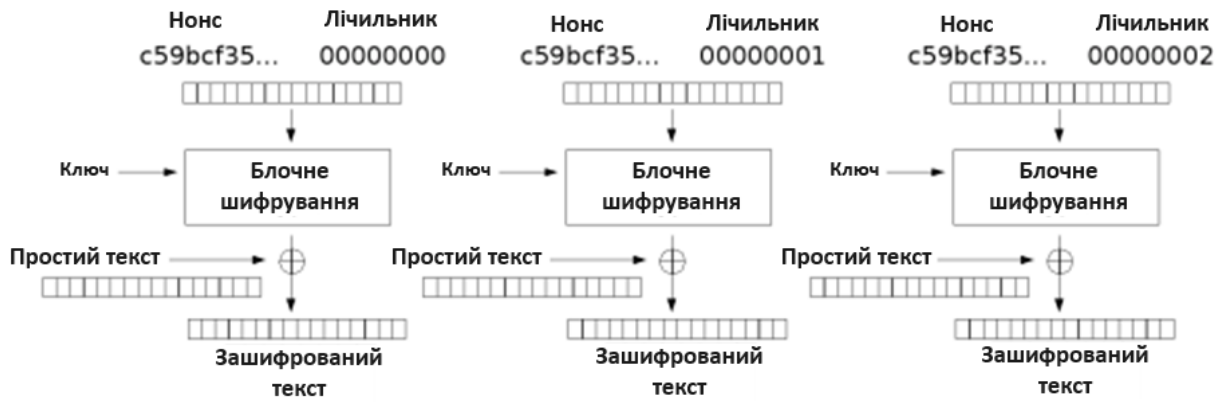 Нонс Лічильник Нонс Лічильник Нонс Лічильник
c59bcf35... 00000000 c59bcf35... 00000001 c59bcf35... 00000002
Ключ Блочне шифрування Ключ Блочне шифрування Ключ Блочне шифрування
Простий текст Простий текст Простий текст
Зашифрований текст Зашифрований текст Зашифрований текст